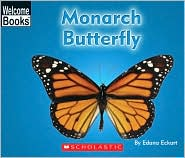 Welcome
Books
Monarch
Butterfly
SCHOLASTIC
By Edana Eckart